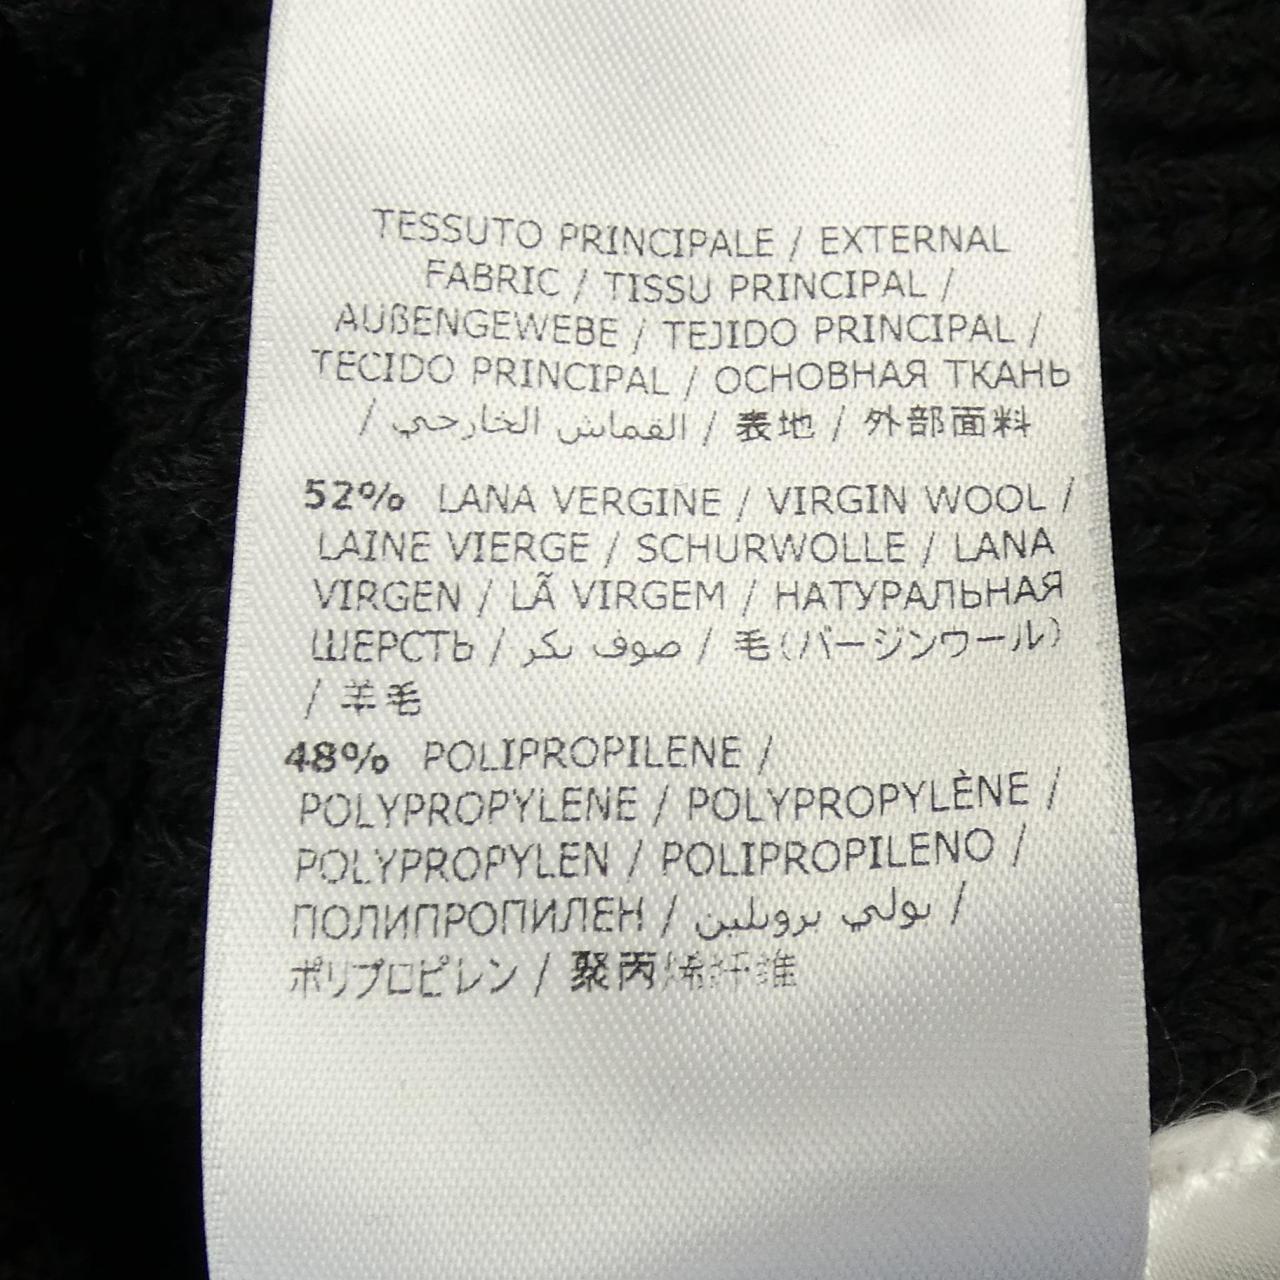 TESSUTO PRINCIPALE / EXTERNAL
FABRIC / TISSU PRINCIPAL /
AUßENGEWEBE / TEJIDO PRINCIPAL /
TECIDO PRINCIPAL / ОСНОВНАЯ ТКАНЬ
/ القماش الخارجي / 表地 / 外部面料
52% LANA VERGINE / VIRGIN WOOL /
LAINE VIERGE / SCHURWOLLE / LANA
VIRGEN / LÃ VIRGEM / НАТУРАЛЬНАЯ
ШЕРСТЬ / صوف بكر / 毛(バージンウール)
/ 羊毛
48% POLIPROPILENE /
POLYPROPYLENE / POLYPROPYLÈNE /
POLYPROPYLEN / POLIPROPILENO /
ПОЛИПРОПИЛЕН / بولي بروبلين /
ポリプロピレン / 聚丙烯纤维